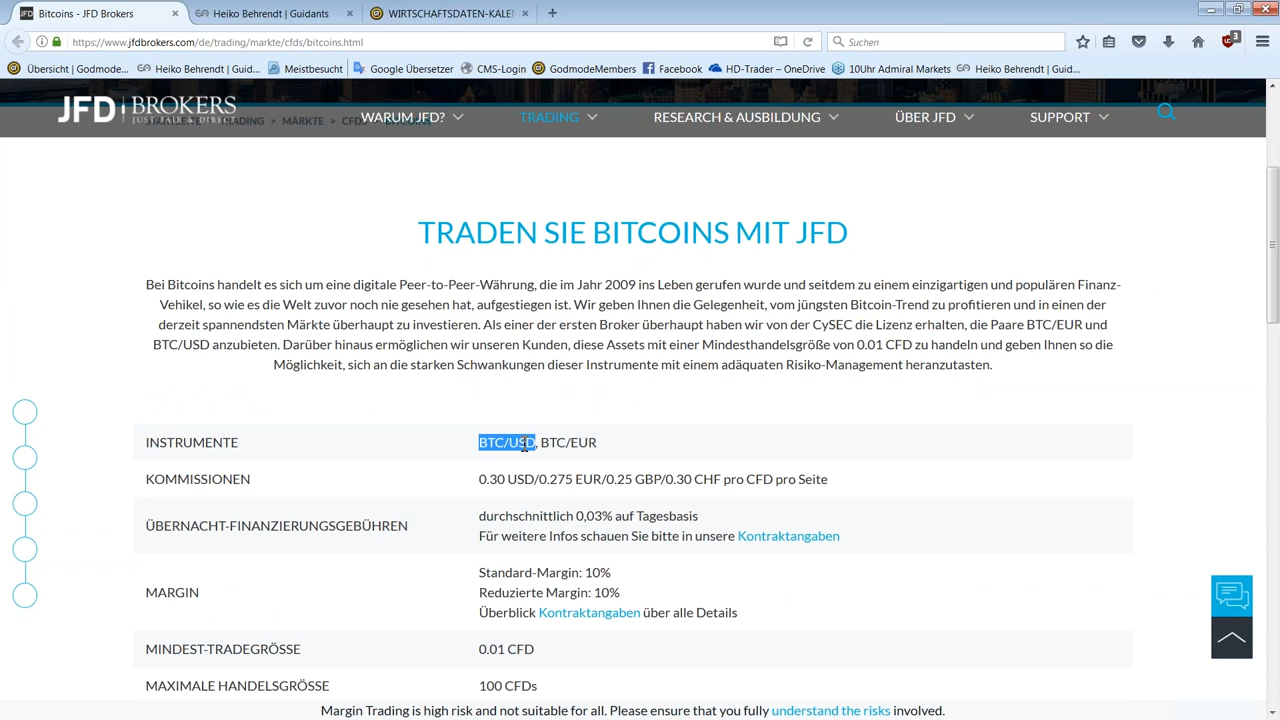 Bitcoins - JFD Brokers
Heiko Behrendt | Guidants
WIRTSCHAFTSDATEN-KALEN
https://www.jfdbrokers.com/de/trading/markte/cfds/bitcoins.html
Suchen
3
Übersicht | Godmode...
Heiko Behrendt | Guid...
Meistbesucht
Google Übersetzer
CMS-Login
GodmodeMembers
Facebook
HD-Trader – OneDrive
10Uhr Admiral Markets
Heiko Behrendt | Guid...
JFD BROKERS
JUST FAIR & DIRECT
TRADING > MÄRKTE > CFDS
WARUM JFD?
TRADING
RESEARCH & AUSBILDUNG
ÜBER JFD
SUPPORT
TRADEN SIE BITCOINS MIT JFD
Bei Bitcoins handelt es sich um eine digitale Peer-to-Peer-Währung, die im Jahr 2009 ins Leben gerufen wurde und seitdem zu einem einzigartigen und populären Finanz-
Vehikel, so wie es die Welt zuvor noch nie gesehen hat, aufgestiegen ist. Wir geben Ihnen die Gelegenheit, vom jüngsten Bitcoin-Trend zu profitieren und in einen der
derzeit spannendsten Märkte überhaupt zu investieren. Als einer der ersten Broker überhaupt haben wir von der CySEC die Lizenz erhalten, die Paare BTC/EUR und
BTC/USD anzubieten. Darüber hinaus ermöglichen wir unseren Kunden, diese Assets mit einer Mindesthandelsgröße von 0.01 CFD zu handeln und geben Ihnen so die
Möglichkeit, sich an die starken Schwankungen dieser Instrumente mit einem adäquaten Risiko-Management heranzutasten.
INSTRUMENTE
BTC/USD, BTC/EUR
KOMMISSIONEN
0.30 USD/0.275 EUR/0.25 GBP/0.30 CHF pro CFD pro Seite
ÜBERNACHT-FINANZIERUNGSGEBÜHREN
durchschnittlich 0,03% auf Tagesbasis
Für weitere Infos schauen Sie bitte in unsere Kontraktangaben
MARGIN
Standard-Margin: 10%
Reduzierte Margin: 10%
Überblick Kontraktangaben über alle Details
MINDEST-TRADEGRÖSSE
0.01 CFD
MAXIMALE HANDELSGRÖSSE
100 CFDs
Margin Trading is high risk and not suitable for all. Please ensure that you fully understand the risks involved.